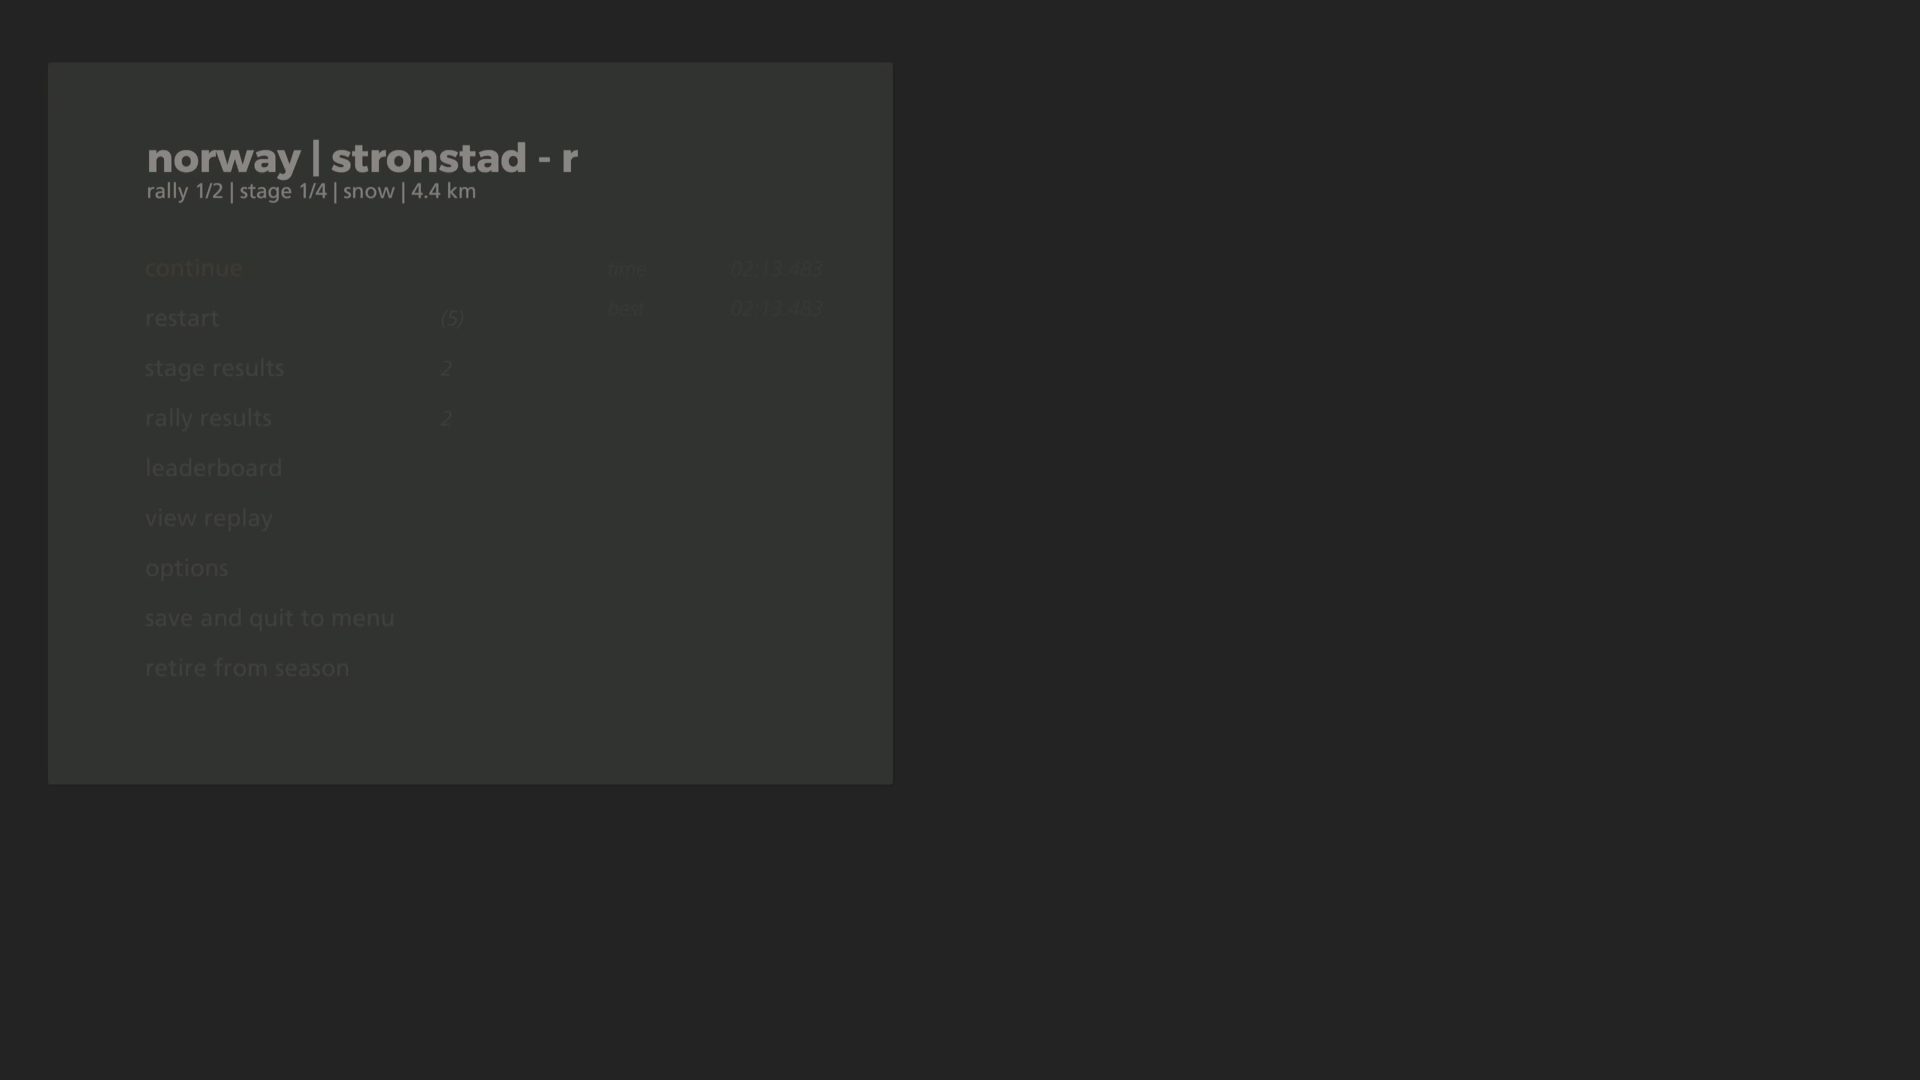 norway | stronstad - r
rally 1/2 | stage 1/4 | snow | 4.4 km
continue
time 02:13.483
restart (5)
best 02:13.483
stage results 2
rally results 2
leaderboard
view replay
options
save and quit to menu
retire from season